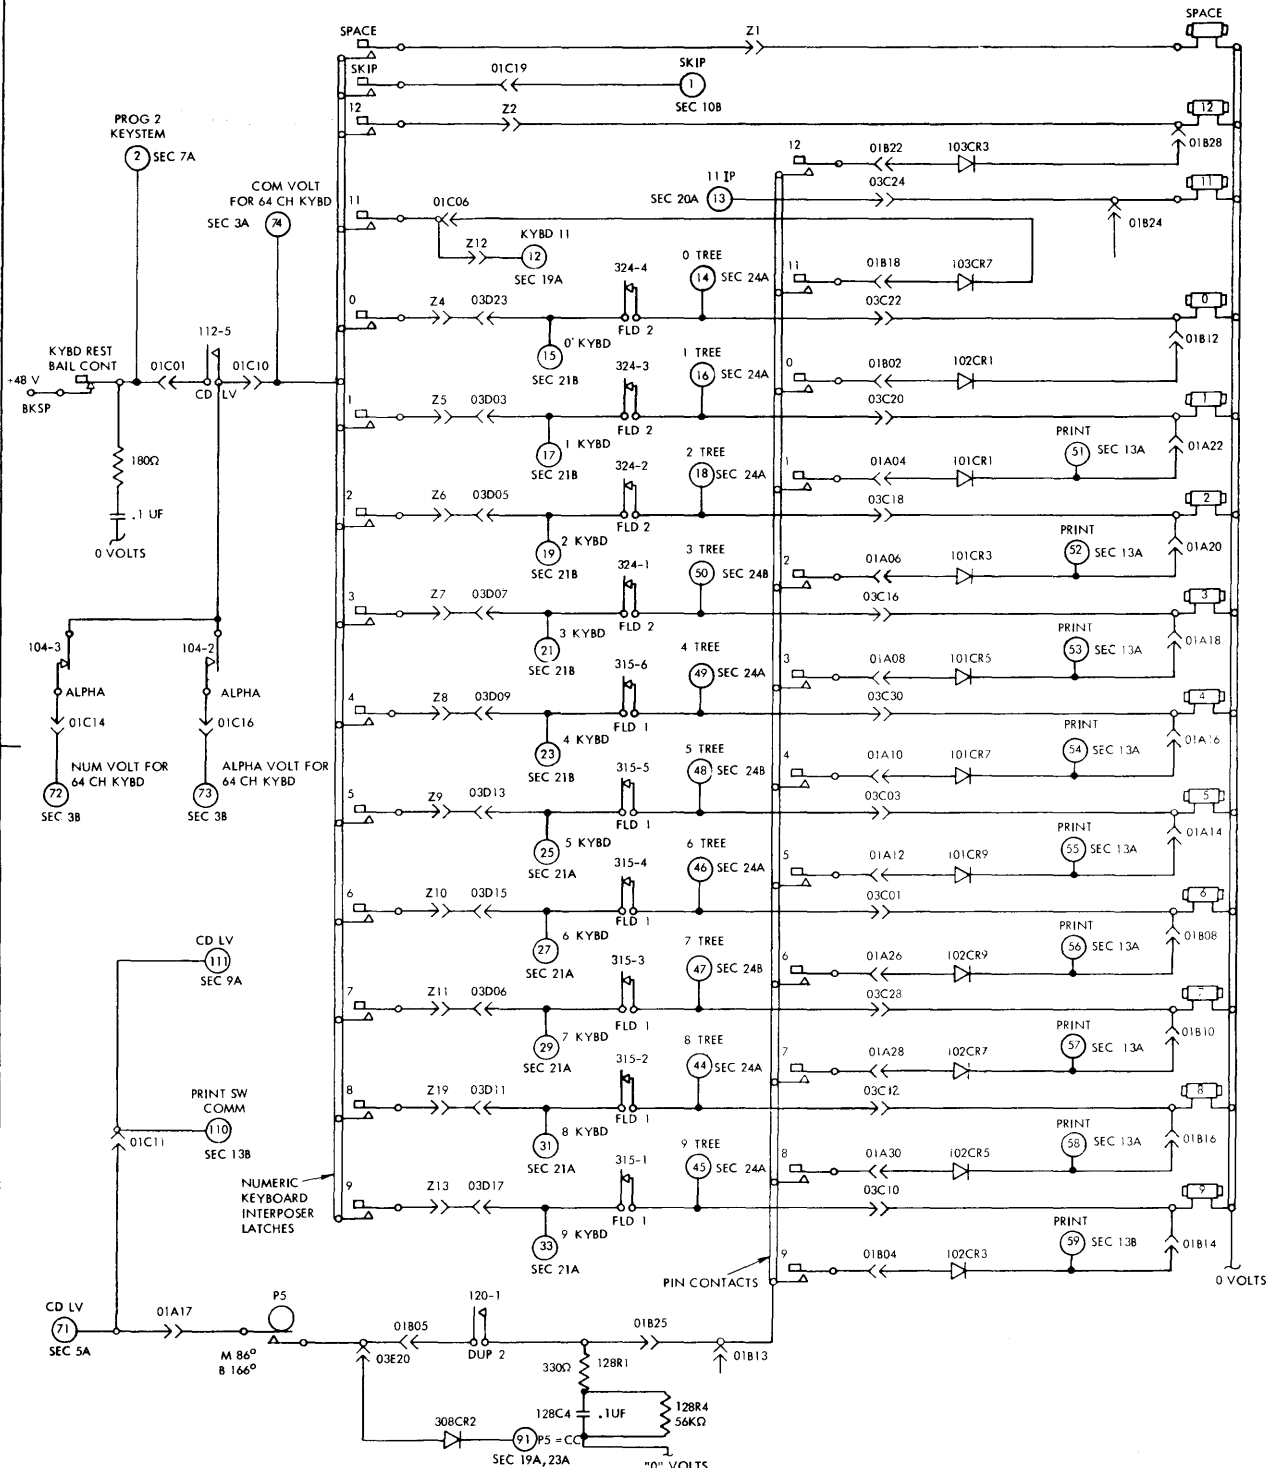 SPACE
Z1
SPACE
SKIP
01C19
SKIP
1
SEC 10B
12
Z2
12
01B28
PROG 2
KEYSTEM
2 SEC 7A
12
01B22
103CR3
COM VOLT
FOR 64 CH KYBD
SEC 3A 74
11 IP
SEC 20A 13
03C24
11
01B24
11
01C06
Z12
KYBD 11
12
SEC 19A
11
01B18
103CR7
0
Z4
03D23
324-4
FLD 2
0 TREE
14 SEC 24A
03C22
0
01B12
15
0' KYBD
SEC 21B
KYBD REST
BAIL CONT
+48 V
BKSP
01C01
112-5
CD LV
01C10
0
01B02
102CR1
1
Z5
03D03
324-3
FLD 2
1 TREE
16 SEC 24A
03C20
1
01A22
17
1 KYBD
SEC 21B
180Ω
.1 UF
0 VOLTS
1
01A04
101CR1
PRINT
51 SEC 13A
2
Z6
03D05
324-2
FLD 2
2 TREE
18 SEC 24A
03C18
2
01A20
19
2 KYBD
SEC 21B
2
01A06
101CR3
PRINT
52 SEC 13A
3
Z7
03D07
324-1
FLD 2
3 TREE
50 SEC 24B
03C16
3
01A18
21
3 KYBD
SEC 21B
3
01A08
101CR5
PRINT
53 SEC 13A
104-3
ALPHA
01C14
NUM VOLT FOR
64 CH KYBD
72
SEC 3B
104-2
ALPHA
01C16
ALPHA VOLT FOR
64 CH KYBD
73
SEC 3B
4
Z8
03D09
315-6
FLD 1
4 TREE
49 SEC 24A
03C30
4
01A16
23
4 KYBD
SEC 21B
4
01A10
101CR7
PRINT
54 SEC 13A
5
Z9
03D13
315-5
FLD 1
5 TREE
48 SEC 24B
03C03
5
01A14
25
5 KYBD
SEC 21A
5
01A12
101CR9
PRINT
55 SEC 13A
6
Z10
03D15
315-4
FLD 1
6 TREE
46 SEC 24A
03C01
6
01B08
27
6 KYBD
SEC 21A
6
01A26
102CR9
PRINT
56 SEC 13A
CD LV
111
SEC 9A
7
Z11
03D06
315-3
FLD 1
7 TREE
47 SEC 24B
03C28
7
01B10
29
7 KYBD
SEC 21A
7
01A28
102CR7
PRINT
57 SEC 13A
PRINT SW
COMM
110
SEC 13B
01C11
8
Z19
03D11
315-2
FLD 1
8 TREE
44 SEC 24A
03C12
8
01B16
31
8 KYBD
SEC 21A
8
01A30
102CR5
PRINT
58 SEC 13A
NUMERIC
KEYBOARD
INTERPOSER
LATCHES
9
Z13
03D17
315-1
FLD 1
9 TREE
45 SEC 24A
03C10
9
01B14
33
9 KYBD
SEC 21A
9
01B04
102CR3
PRINT
59 SEC 13B
PIN CONTACTS
0 VOLTS
CD LV
71
SEC 5A
01A17
P5
M 86°
B 166°
03E20
01B05
120-1
DUP 2
01B25
01B13
330Ω
128R1
128C4
.1UF
128R4
56KΩ
308CR2
91 P5 = CC
SEC 19A,23A
"0" VOLTS